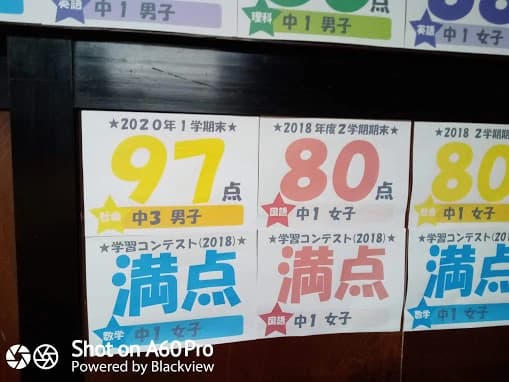 英語 中1 男子
理科 点 中1 男子
英語 中1 女子
★2020年1学期末★
97点
社会 中3 男子
★2018年度2学期期末★
80点
国語 中1 女子
★2018 2学期期末
80
社会 中1 女子
★学習コンテスト(2018)★
満点
数学 中1 女子
★学習コンテスト(2018)★
満点
国語 中1 女子
★学習コンテスト(2018)
満点
数学 中1 女子
Shot on A60Pro
Powered by Blackview